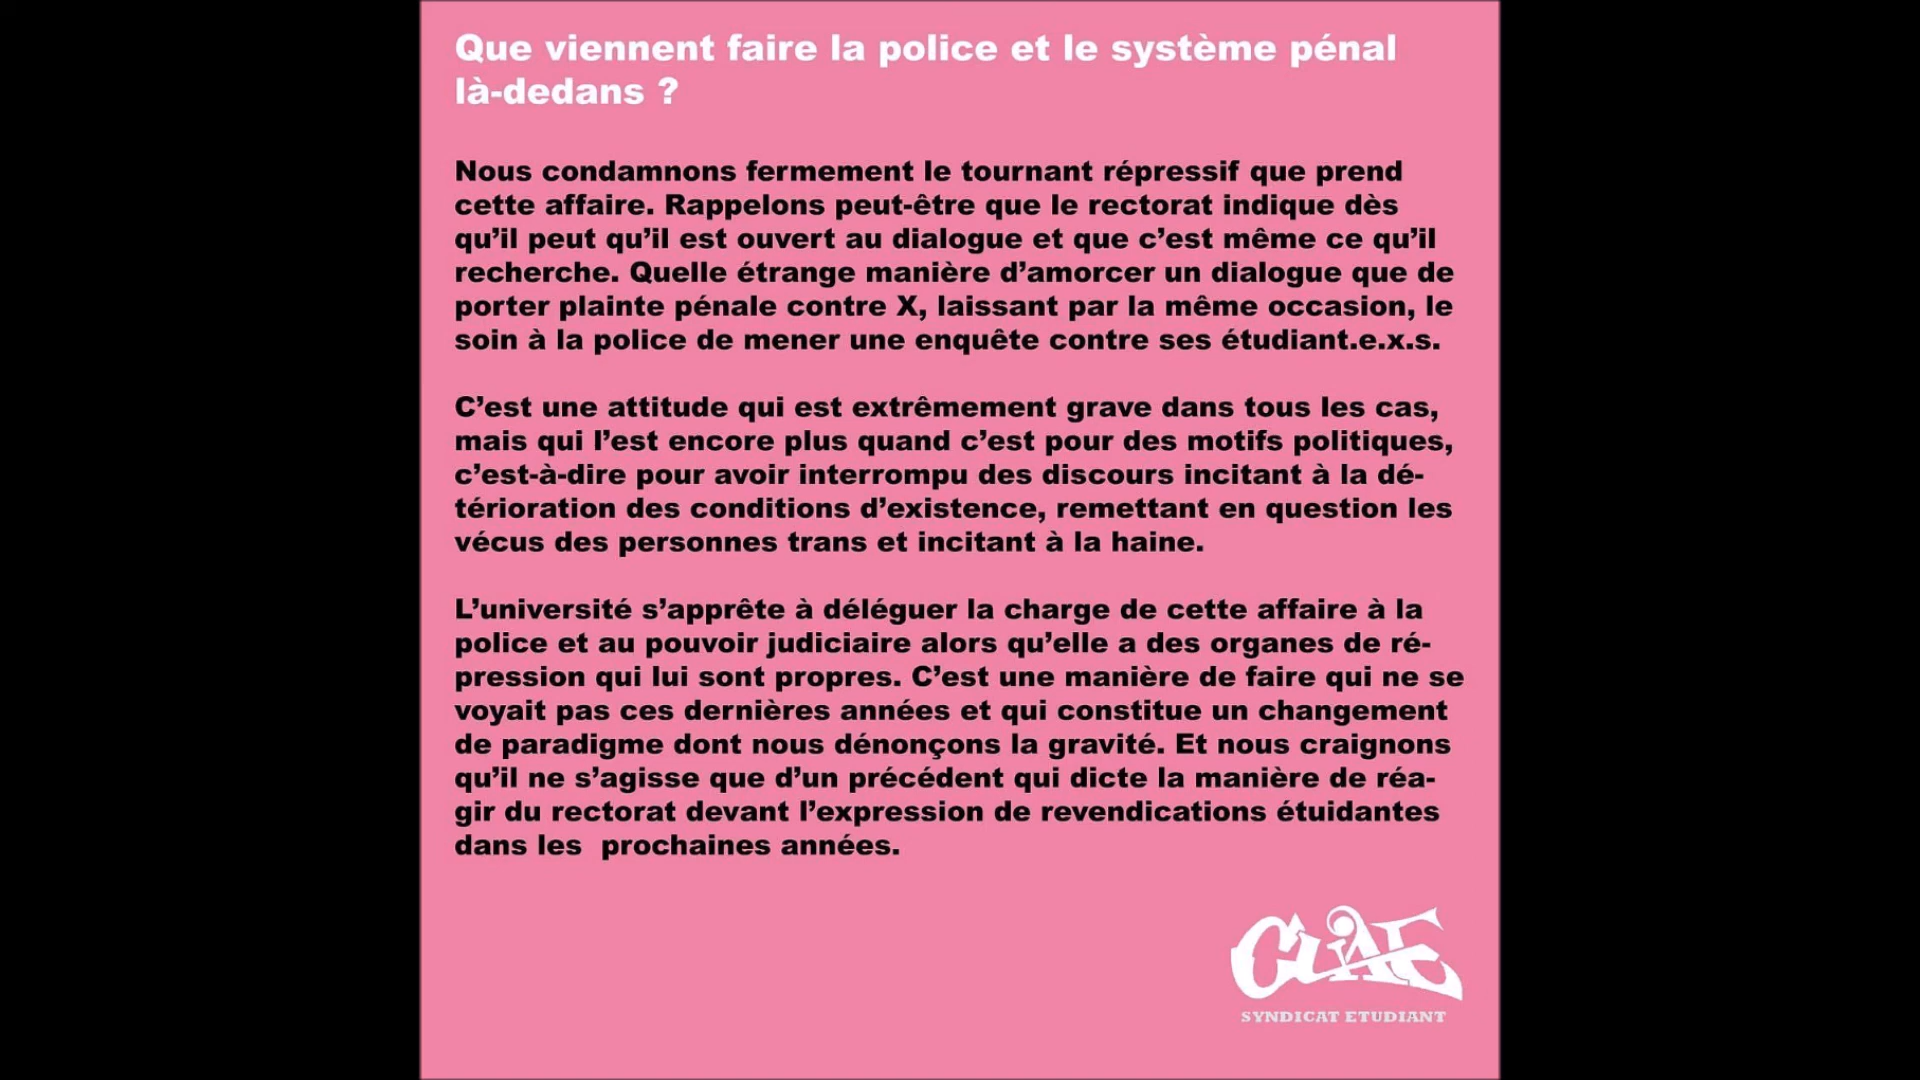 Que viennent faire la police et le système pénal
là-dedans ?
Nous condamnons fermement le tournant répressif que prend
cette affaire. Rappelons peut-être que le rectorat indique dès
qu’il peut qu’il est ouvert au dialogue et que c’est même ce qu’il
recherche. Quelle étrange manière d’amorcer un dialogue que de
porter plainte pénale contre X, laissant par la même occasion, le
soin à la police de mener une enquête contre ses étudiant.e.x.s.
C’est une attitude qui est extrêmement grave dans tous les cas,
mais qui l’est encore plus quand c’est pour des motifs politiques,
c’est-à-dire pour avoir interrompu des discours incitant à la dé-
térioration des conditions d’existence, remettant en question les
vécus des personnes trans et incitant à la haine.
L’université s’apprête à déléguer la charge de cette affaire à la
police et au pouvoir judiciaire alors qu’elle a des organes de ré-
pression qui lui sont propres. C’est une manière de faire qui ne se
voyait pas ces dernières années et qui constitue un changement
de paradigme dont nous dénonçons la gravité. Et nous craignons
qu’il ne s’agisse que d’un précédent qui dicte la manière de réa-
gir du rectorat devant l’expression de revendications étuidantes
dans les  prochaines années.
CUAE
SYNDICAT ETUDIANT